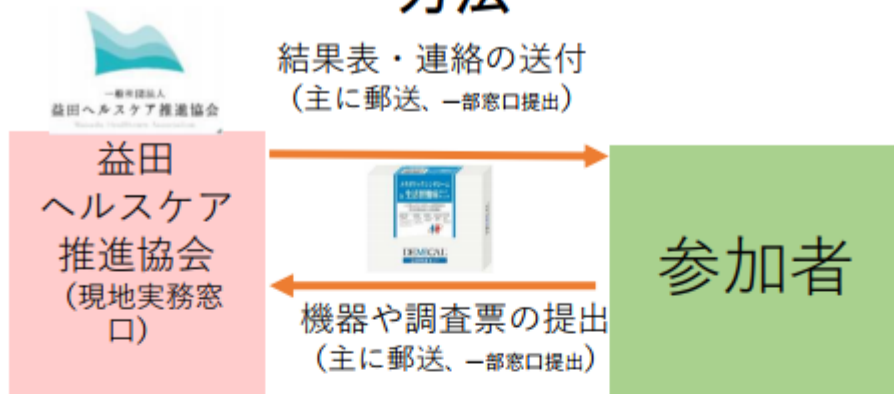 方法
一般社団法人
益田ヘルスケア推進協会
結果表・連絡の送付
（主に郵送、一部窓口提出）
益田
ヘルスケア
推進協会
（現地実務窓
口）
DEMECAL
機器や調査票の提出
（主に郵送、一部窓口提出）
参加者